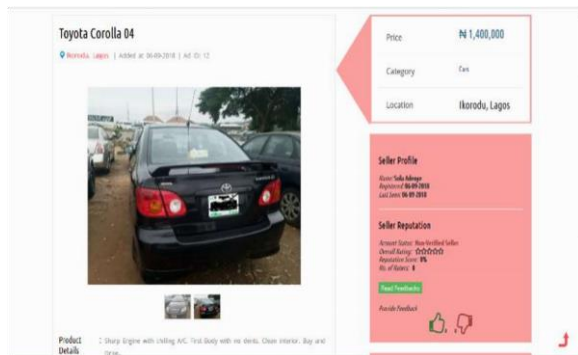 Toyota Corolla 04
Ikorodu, Lagos | Added at 06-09-2018 | Ad ID: 12
Price ₦ 1,400,000
Category Cars
Location Ikorodu, Lagos
Seller Profile
Name:
Registered 06-09-2018
Last Seen: 06-09-2018
Seller Reputation
Account Status: Non-Verified Seller
Overall Rating: ☆☆☆☆☆
Reputation Score: 0%
No. of Raters: 0
Read Feedbacks
Provide Feedback
Product Details : Sharp Engine with chilling A/C. First Body with no dents. Clean interior. Buy and
drive..